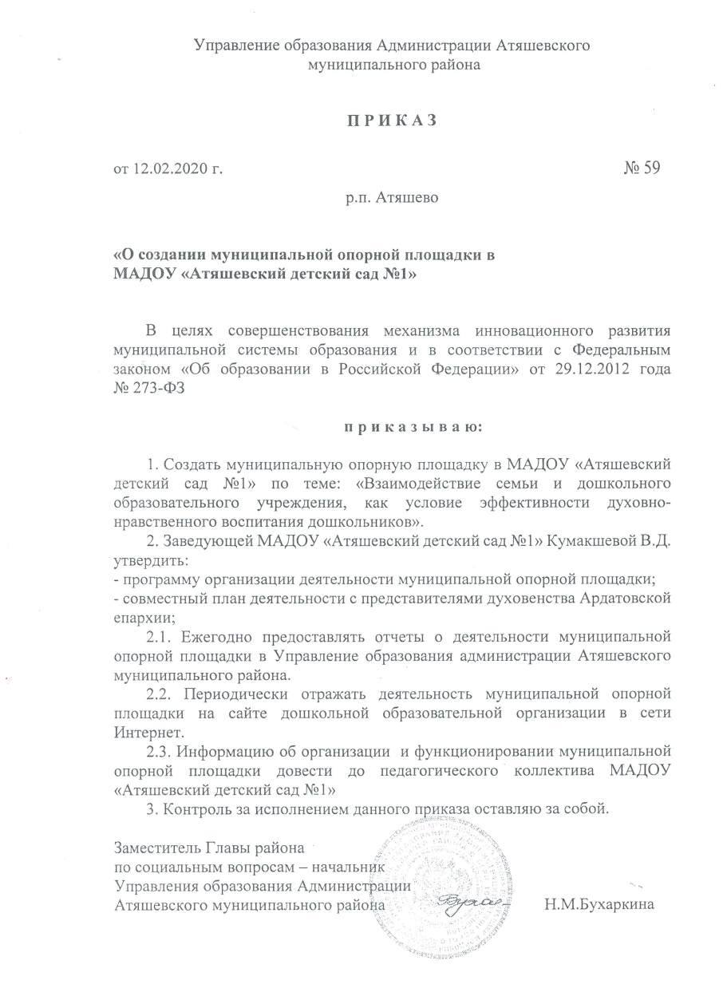 Управление образования Администрации Атяшевского
муниципального района
П Р И К А З
от 12.02.2020 г. № 59
р.п. Атяшево
«О создании муниципальной опорной площадки в
МАДОУ «Атяшевский детский сад №1»
В целях совершенствования механизма инновационного развития
муниципальной системы образования и в соответствии с Федеральным
законом «Об образовании в Российской Федерации» от 29.12.2012 года
№ 273-ФЗ
п р и к а з ы в а ю:
1. Создать муниципальную опорную площадку в МАДОУ «Атяшевский
детский сад №1» по теме: «Взаимодействие семьи и дошкольного
образовательного учреждения, как условие эффективности духовно-
нравственного воспитания дошкольников».
2. Заведующей МАДОУ «Атяшевский детский сад №1» Кумакшевой В.Д.
утвердить:
- программу организации деятельности муниципальной опорной площадки;
- совместный план деятельности с представителями духовенства Ардатовской
епархии;
2.1. Ежегодно предоставлять отчеты о деятельности муниципальной
опорной площадки в Управление образования администрации Атяшевского
муниципального района.
2.2. Периодически отражать деятельность муниципальной опорной
площадки на сайте дошкольной образовательной организации в сети
Интернет.
2.3. Информацию об организации и функционировании муниципальной
опорной площадки довести до педагогического коллектива МАДОУ
«Атяшевский детский сад №1»
3. Контроль за исполнением данного приказа оставляю за собой.
Заместитель Главы района
по социальным вопросам – начальник
Управления образования Администрации
Атяшевского муниципального района Н.М.Бухаркина